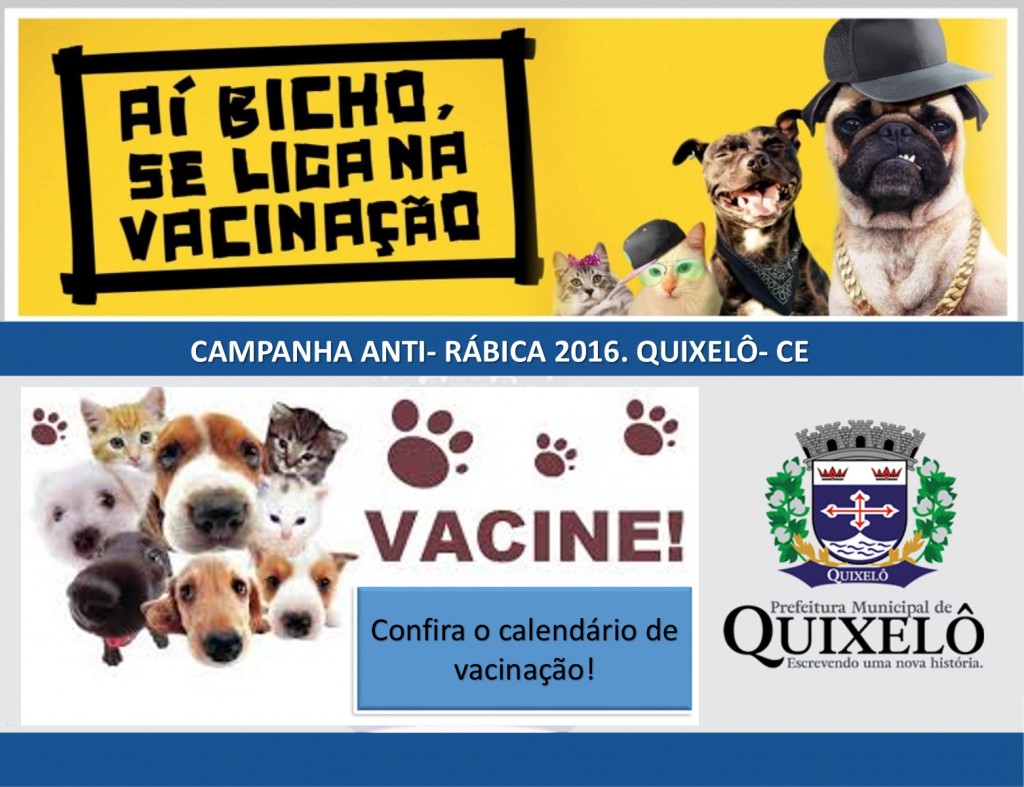 AÍ BICHO,
SE LIGA NA
VACINAÇÃO
CAMPANHA ANTI- RÁBICA 2016. QUIXELÔ- CE
VACINE!
Confira o calendário de
vacinação!
QUIXELÔ
Prefeitura Municipal de
QUIXELÔ
Escrevendo uma nova história.